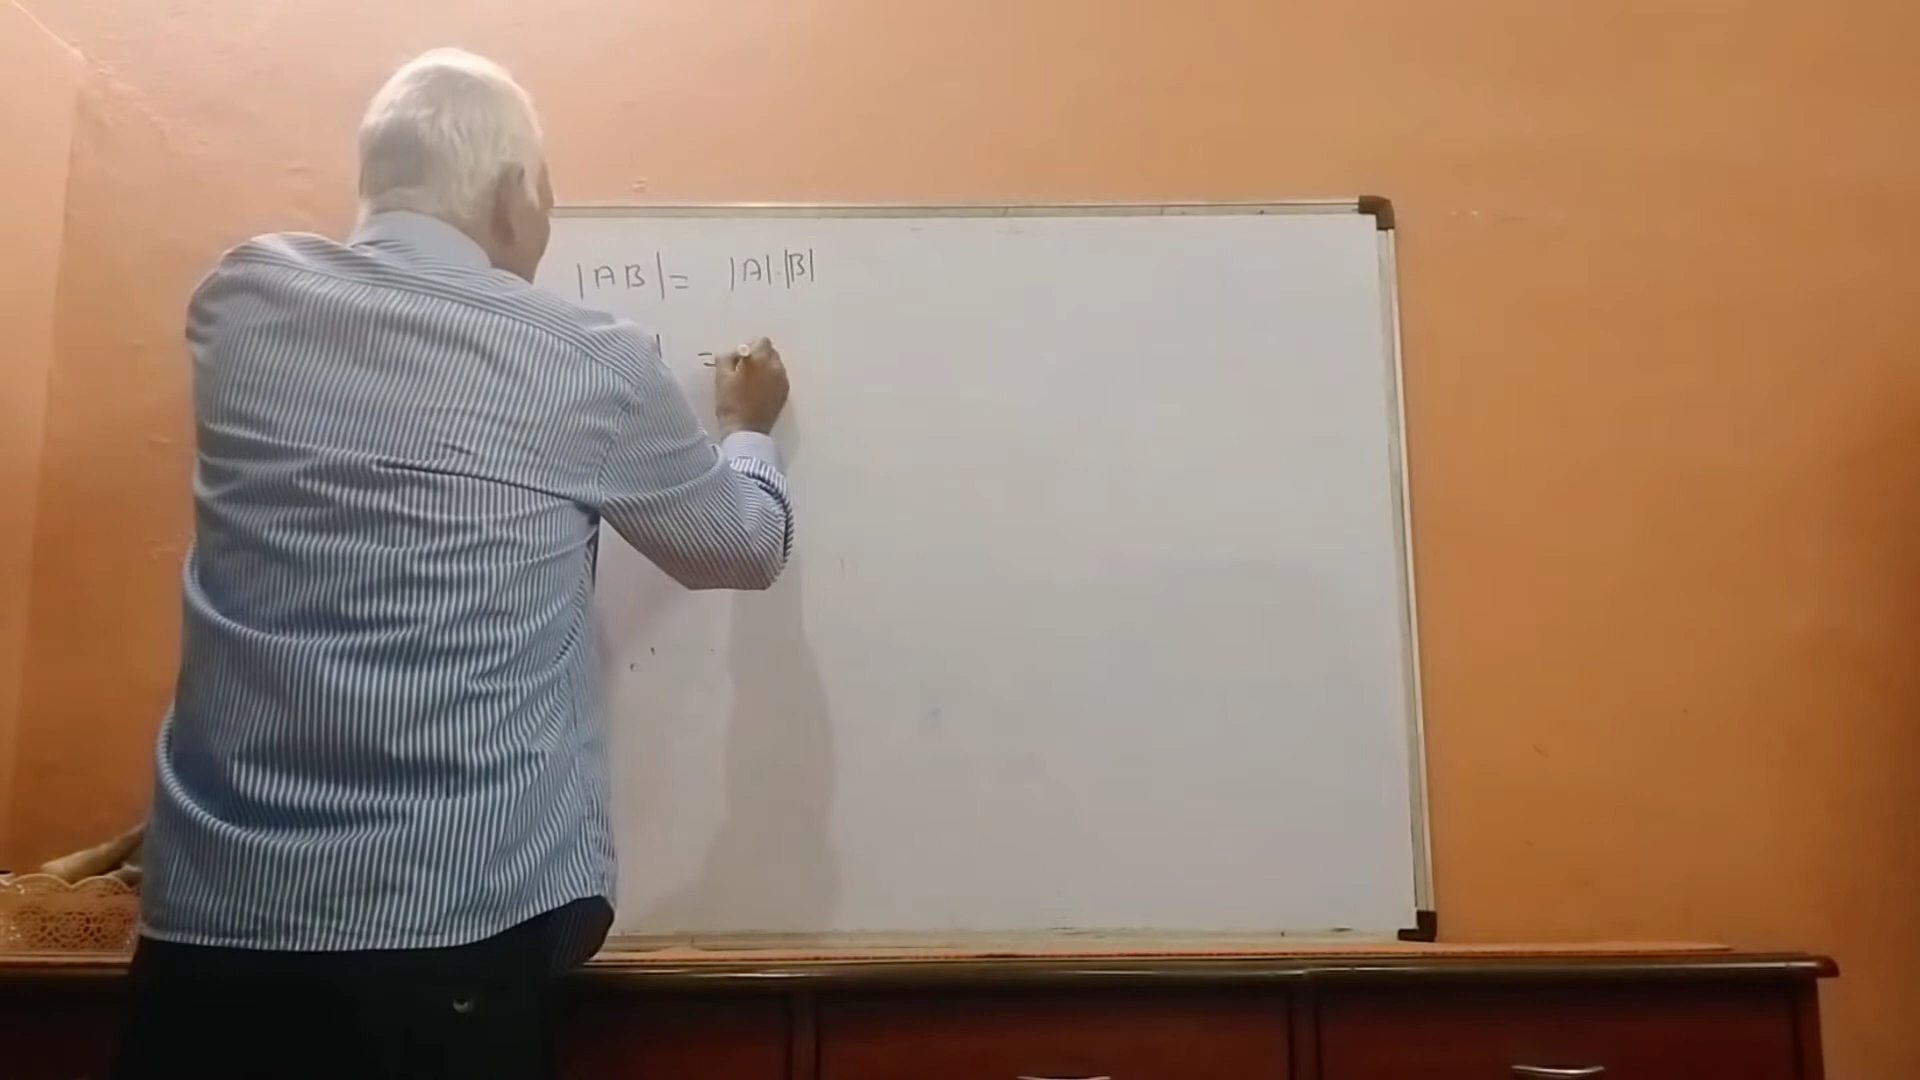 |AB| = |A|.|B|
| =